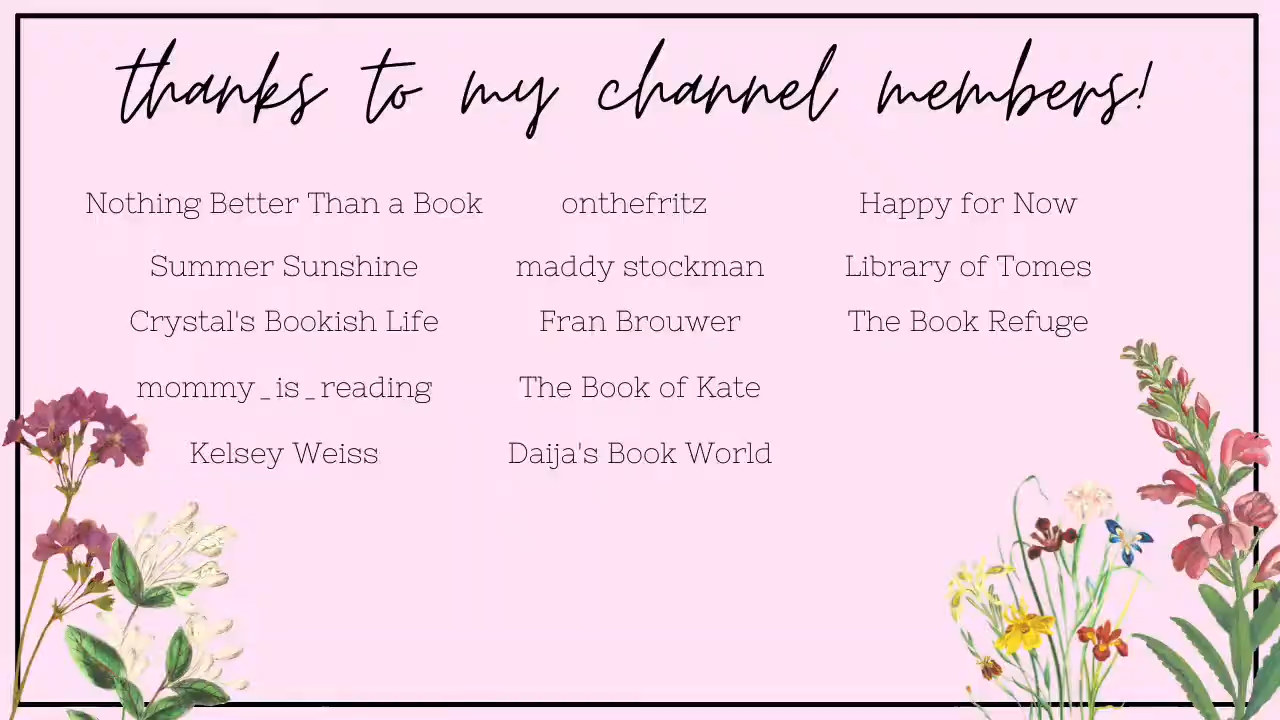 thanks to my channel members!
Nothing Better Than a Book
onthefritz
Happy for Now
Summer Sunshine
maddy stockman
Library of Tomes
Crystal's Bookish Life
Fran Brouwer
The Book Refuge
mommy_is_reading
The Book of Kate
Kelsey Weiss
Daija's Book World